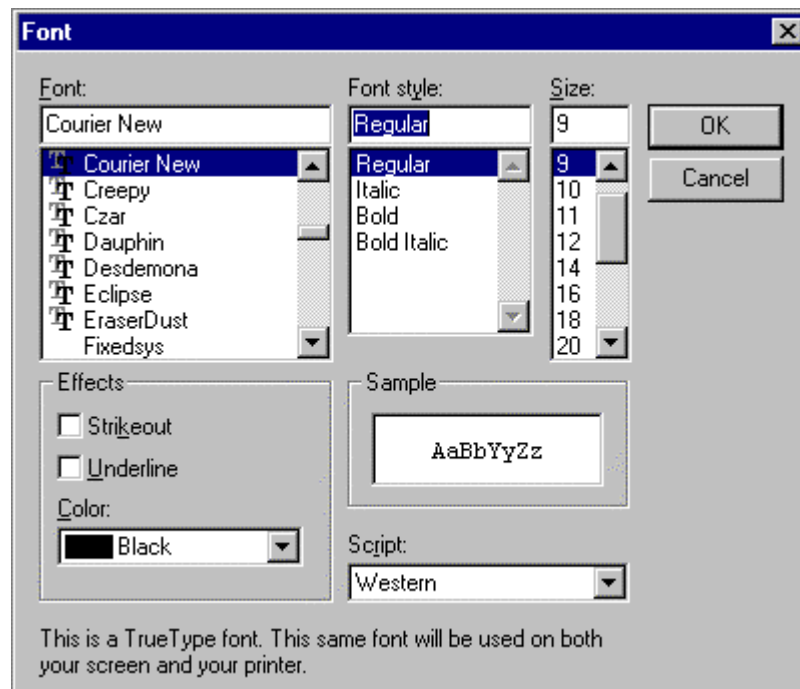 Font
Font:
Courier New
Courier New
Creepy
Czar
Dauphin
Desdemona
Eclipse
EraserDust
Fixedsys
Font style:
Regular
Regular
Italic
Bold
Bold Italic
Size:
9
9
10
11
12
14
16
18
20
OK
Cancel
Effects
Strikeout
Underline
Color:
Black
Sample
AaBbYyZz
Script:
Western
This is a TrueType font. This same font will be used on both
your screen and your printer.